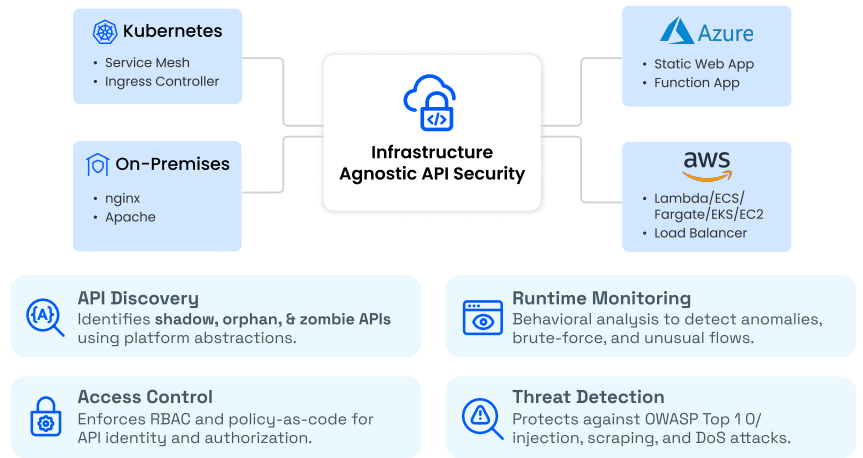 Kubernetes
• Service Mesh
• Ingress Controller
On-Premises
• nginx
• Apache
</>
Infrastructure
Agnostic API Security
Azure
• Static Web App
• Function App
aws
• Lambda/ECS/
Fargate/EKS/EC2
• Load Balancer
{A}
API Discovery
Identifies shadow, orphan, & zombie APIs
using platform abstractions.
Runtime Monitoring
Behavioral analysis to detect anomalies,
brute-force, and unusual flows.
Access Control
Enforces RBAC and policy-as-code for
API identity and authorization.
Threat Detection
Protects against OWASP Top 1 0/
injection, scraping, and DoS attacks.